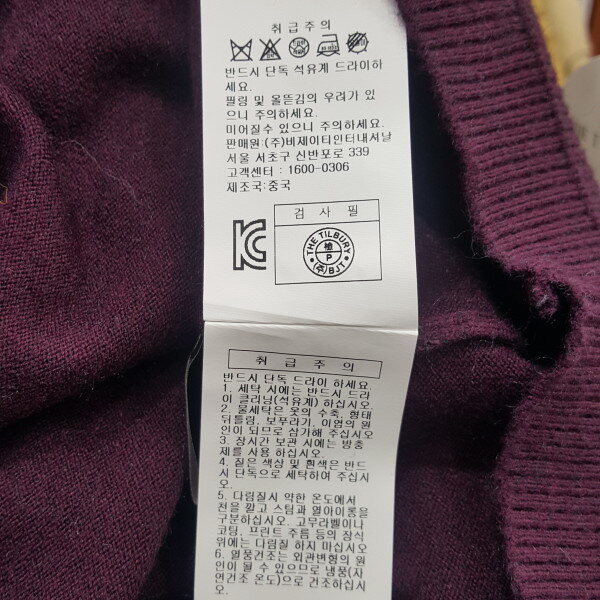 취급주의
반드시 단독 석유계 드라이하
세요.
필링 및 올뜯김의 우려가 있
으니 주의하세요.
미어질수 있으니 주의하세요.
판매원:(주)비제이티인터내셔날
서울 서초구 신반포로 339
고객센터 : 1600-0306
제조국:중국
검 사 필
THE TILBURY
檢
P
(주)BJT
취 급 주 의
반드시 단독 드라이 하세요.
1. 세탁 시에는 반드시 드라
이 클리닝(석유계) 하십시오.
2. 물세탁은 옷의 수축, 형태
뒤틀림, 보푸라기, 이염의 원
인이 되므로 삼가해 주십시오
3. 장시간 보관 시에는 방충
제를 사용 하십시오.
4. 짙은 색상 및 흰색은 반드
시 단독으로 세탁하여 주십시
오.
5. 다림질시 약한 온도에서
천을 깔고 스팀과 열아이롱을
구분하십시오. 고무라벨이나
코팅, 프린트 주름 등의 장식
위에는 다림질 하지 마십시오
6. 열풍건조는 외관변형의 원
인이 될 수 있으므로 냉풍(자
연건조 온도)으로 건조하십시